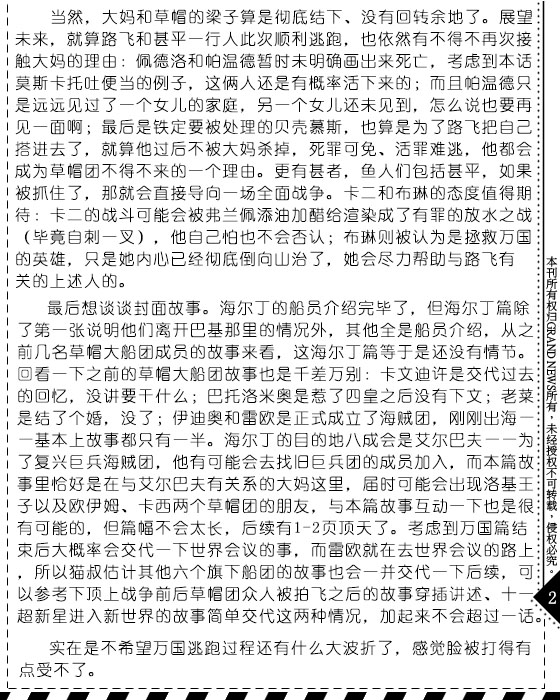 当然，大妈和草帽的梁子算是彻底结下、没有回转余地了。展望
未来，就算路飞和甚平一行人此次顺利逃跑，也依然有不得不再次接
触大妈的理由：佩德洛和帕温德暂时未明确画出来死亡，考虑到本话
莫斯卡托吐便当的例子，这俩人还是有概率活下来的；而且帕温德只
是远远见过了一个女儿的家庭，另一个女儿还未见到，怎么说也要再
见一面啊；最后是铁定要被处理的贝壳慕斯，也算是为了路飞把自己
搭进去了，就算他过后不被大妈杀掉，死罪可免、活罪难逃，他都会
成为草帽团不得不来的一个理由。更有甚者，鱼人们包括甚平，如果
被抓住了，那就会直接导向一场全面战争。卡二和布琳的态度值得期
待：卡二的战斗可能会被弗兰佩添油加醋给渲染成了有罪的放水之战
（毕竟自刺一叉），他自己怕也不会否认；布琳则被认为是拯救万国
的英雄，只是她内心已经彻底倒向山治了，她会尽力帮助与路飞有
关的上述人的。
最后想谈谈封面故事。海尔丁的船员介绍完毕了，但海尔丁篇除
了第一张说明他们离开巴基那里的情况外，其他全是船员介绍，从之
前几名草帽大船团成员的故事来看，这海尔丁篇等于是还没有情节。
回看一下之前的草帽大船团故事也是千差万别：卡文迪许是交代过去
的回忆，没讲要干什么；巴托洛米奥是惹了四皇之后没有下文；老菜
是结了个婚，没了；伊迪奥和雷欧是正式成立了海贼团，刚刚出海一
一基本上故事都只有一半。海尔丁的目的地八成会是艾尔巴夫一一为
了复兴巨兵海贼团，他有可能会去找旧巨兵团的成员加入，而本篇故
事里恰好是在与艾尔巴夫有关系的大妈这里，届时可能会出现洛基王
子以及欧伊姆、卡西两个草帽团的朋友，与本篇故事互动一下也是很
有可能的，但篇幅不会太长，后续有1-2页顶天了。考虑到万国篇结
束后大概率会交代一下世界会议的事，而雷欧就在去世界会议的路上
，所以猫叔估计其他六个旗下船团的故事也会一并交代一下后续，可
以参考下顶上战争前后草帽团众人被拍飞之后的故事穿插讲述、十一
超新星进入新世界的故事简单交代这两种情况，加起来不会超过一话。
实在是不希望万国逃跑过程还有什么大波折了，感觉脸被打得有
点受不了。
本刊所有权归GRAND NEWS所有，未经授权不可转载，侵权必究。
2